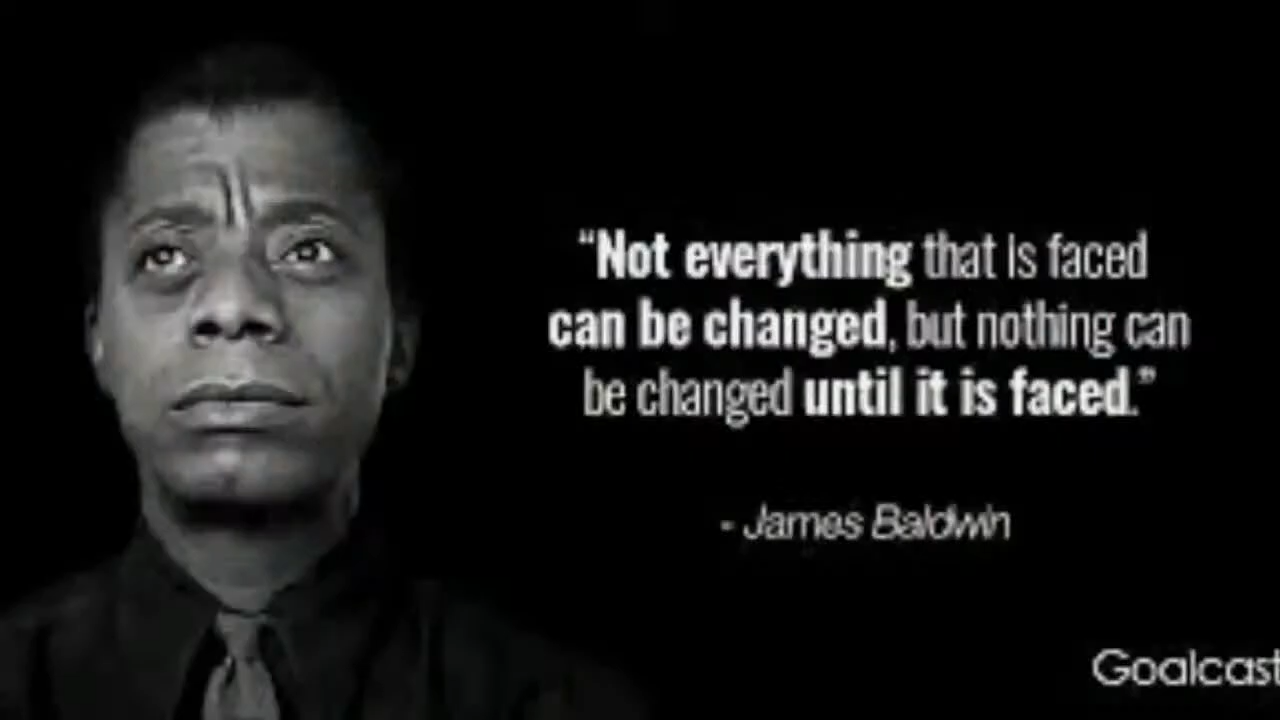 “Not everything that is faced
can be changed, but nothing can
be changed until it is faced.”
- James Baldwin
Goalcast